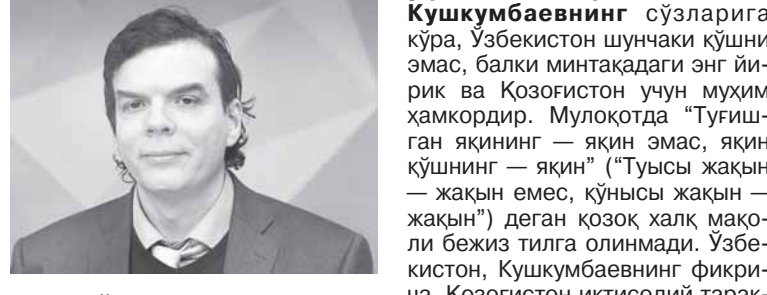 Кушкумбаевнинг сўзларига
кўра, Ўзбекистон шунчаки қўшни
эмас, балки минтақадаги энг йи-
рик ва Қозоғистон учун муҳим
ҳамкордир. Мулоқотда “Туғиш-
ган яқининг — яқин эмас, яқин
қўшнинг — яқин” (“Туысы жақын
— жақын емес, қўнысы жақын —
жақын”) деган қозоқ халқ мақо-
ли бежиз тилга олинмади. Ўзбе-
кистон, Кушкумбаевнинг фикри-
ча, Қозоғистон иқтисодий тарақ-